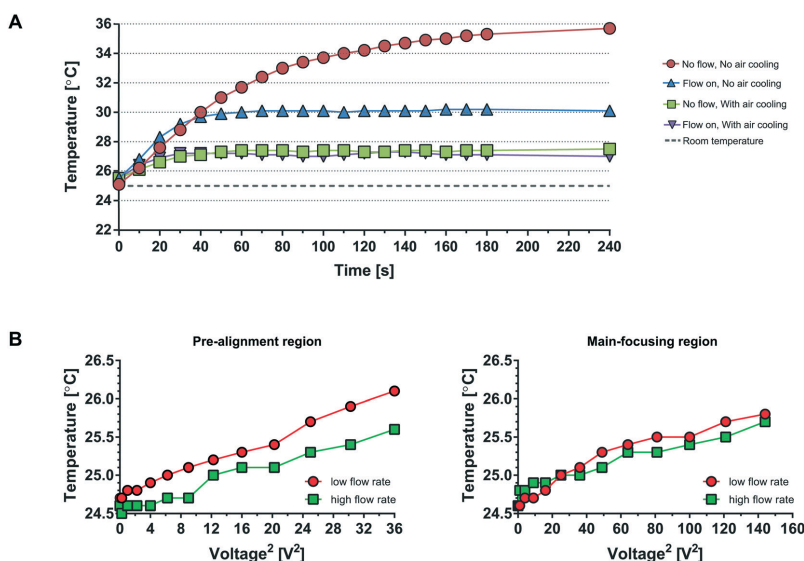 A
36
34
32
30
28
26
24
22
Temperature [°C]
0 20 40 60 80 100 120 140 160 180 200 220 240
Time [s]
No flow, No air cooling
Flow on, No air cooling
No flow, With air cooling
Flow on, With air cooling
Room temperature
B
Pre-alignment region
26.5
26.0
25.5
25.0
24.5
Temperature [°C]
0 4 8 12 16 20 24 28 32 36
Voltage² [V²]
low flow rate
high flow rate
Main-focusing region
26.5
26.0
25.5
25.0
24.5
Temperature [°C]
0 20 40 60 80 100 120 140 160
Voltage² [V²]
low flow rate
high flow rate